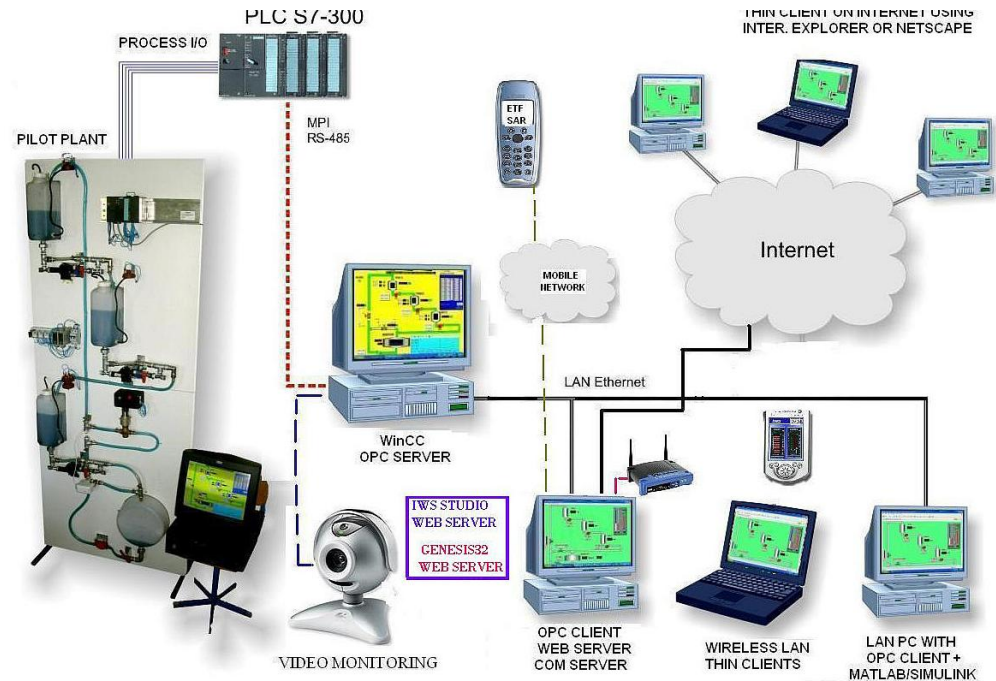 PLC S7-300
THIN CLIENT ON INTERNET USING
INTER. EXPLORER OR NETSCAPE
PROCESS I/O
ETF
SAR
MPI
RS-485
PILOT PLANT
Internet
MOBILE
NETWORK
LAN Ethernet
WinCC
OPC SERVER
IWS STUDIO
WEB SERVER
GENESIS32
WEB SERVER
VIDEO MONITORING
OPC CLIENT
WEB SERVER
COM SERVER
WIRELESS LAN
THIN CLIENTS
LAN PC WITH
OPC CLIENT +
MATLAB/SIMULINK